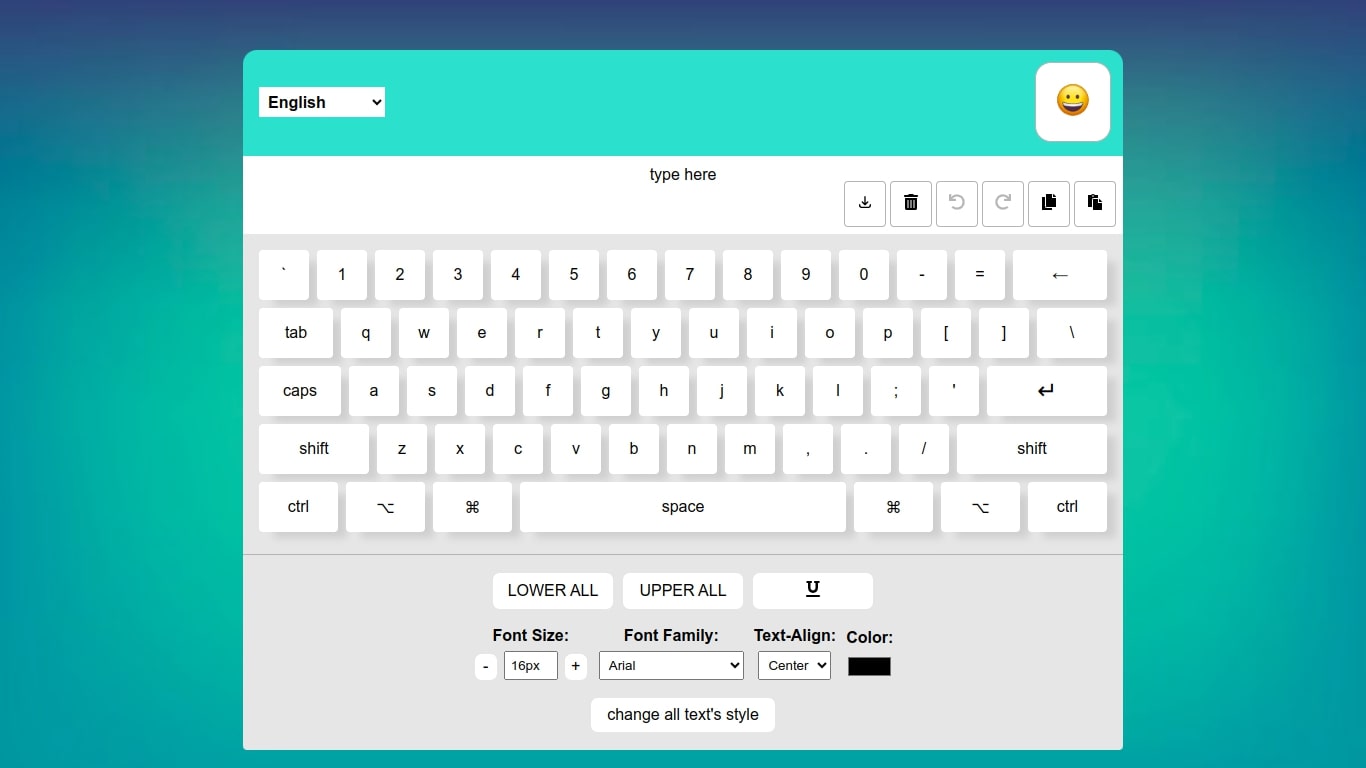 English
type here
` 1 2 3 4 5 6 7 8 9 0 - = ←
tab q w e r t y u i o p [ ] \
caps a s d f g h j k l ; ' ↵
shift z x c v b n m , . / shift
ctrl ⌥ ⌘ space ⌘ ⌥ ctrl
LOWER ALL UPPER ALL U
Font Size: Font Family: Text-Align: Color:
- 16px + Arial Center
change all text's style